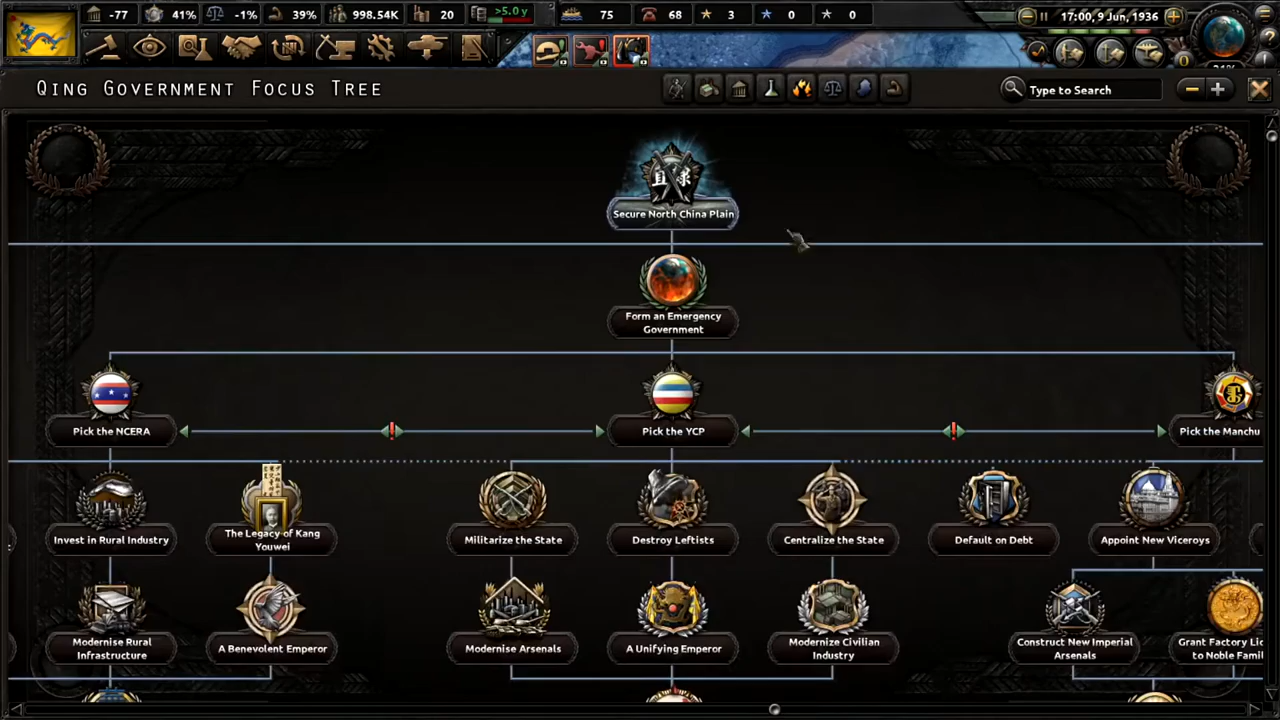 -77
41%
-1%
39%
998.54K
20
>5.0 y
75
68
3
0
0
17:00, 9 Jun, 1936
0
QING GOVERNMENT FOCUS TREE
Type to Search
直隸
Secure North China Plain
Form an Emergency
Government
Pick the NCERA
Pick the YCP
Pick the Manchu
Invest in Rural Industry
The Legacy of Kang
Youwei
Militarize the State
Destroy Leftists
Centralize the State
Default on Debt
Appoint New Viceroys
Modernise Rural
Infrastructure
A Benevolent Emperor
Modernise Arsenals
A Unifying Emperor
Modernize Civilian
Industry
Construct New Imperial
Arsenals
Grant Factory Lic
to Noble Famil